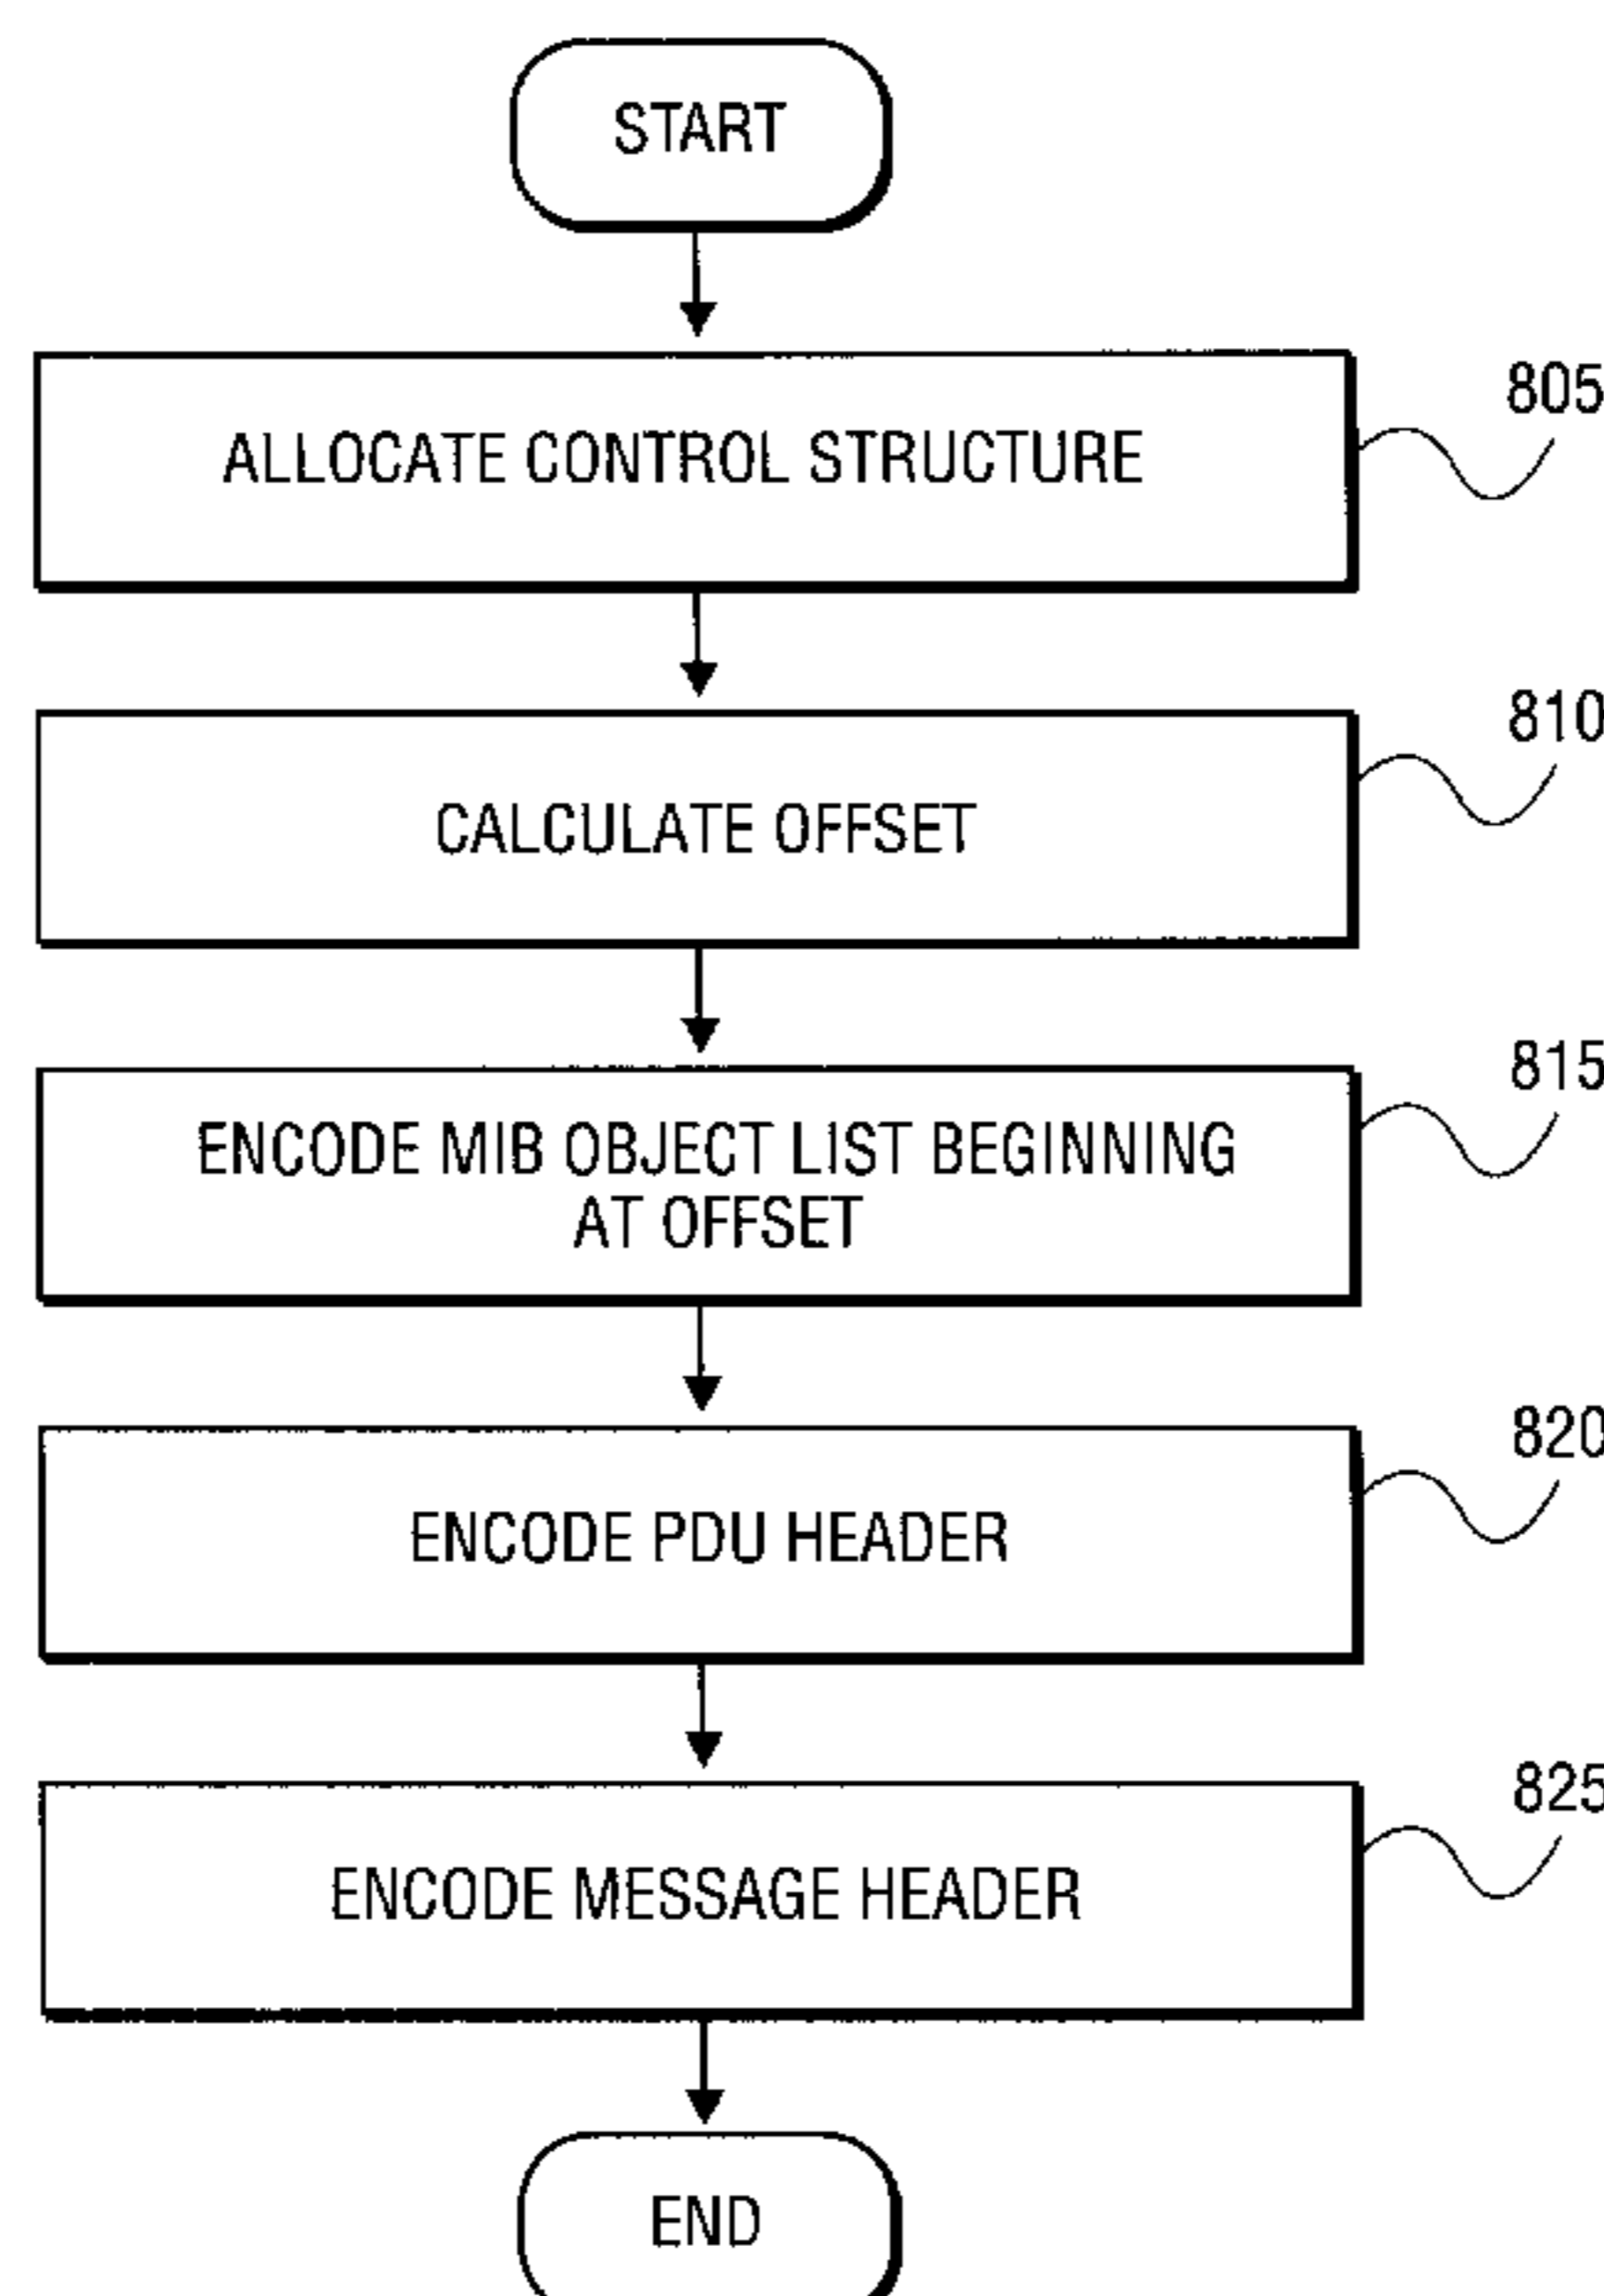 START
805
ALLOCATE CONTROL STRUCTURE
810
CALCULATE OFFSET
815
ENCODE MIB OBJECT LIST BEGINNING
AT OFFSET
820
ENCODE PDU HEADER
825
ENCODE MESSAGE HEADER
END